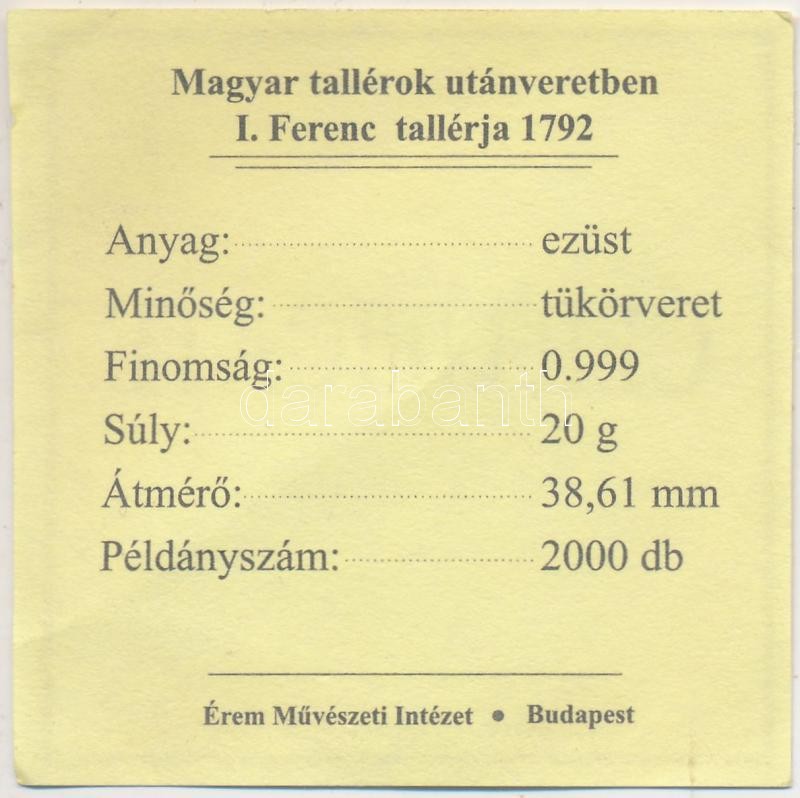 Magyar tallérok utánveretben
I. Ferenc tallérja 1792
Anyag: ezüst
Minőség: tükörveret
Finomság: 0.999
darabanth
Súly: 20 g
Átmérő: 38,61 mm
Példányszám: 2000 db
Érem Művészeti Intézet • Budapest